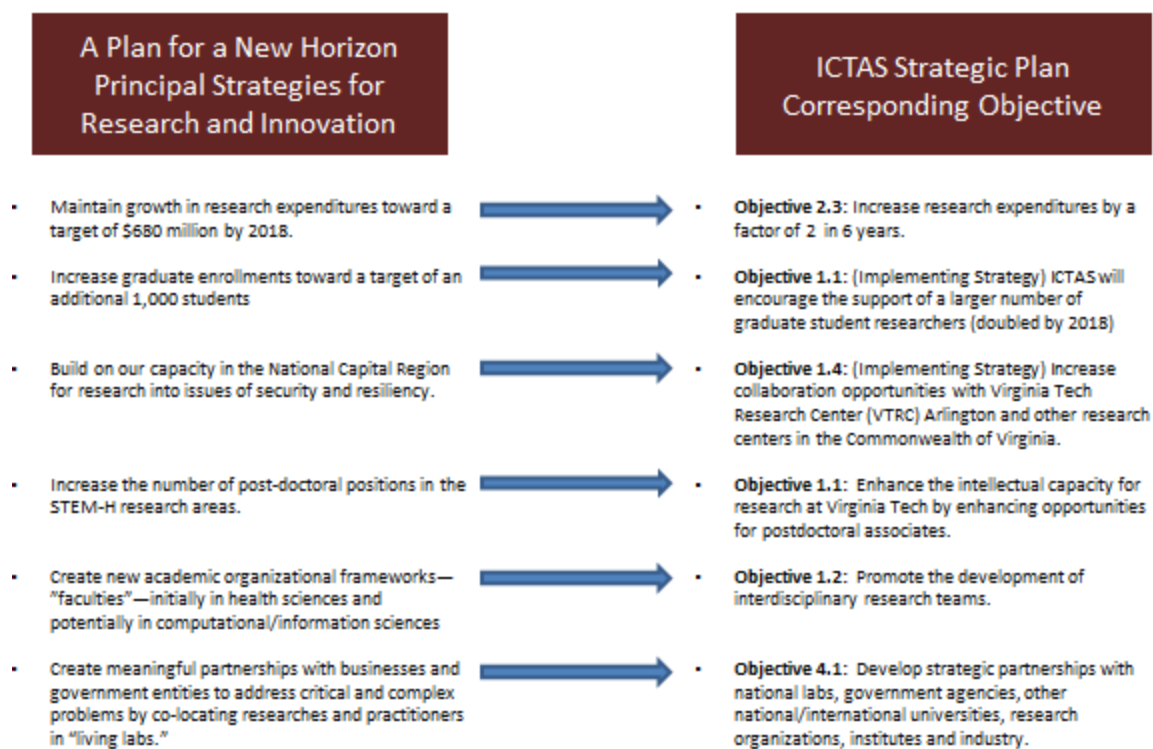 A Plan for a New Horizon
Principal Strategies for
Research and Innovation
ICTAS Strategic Plan
Corresponding Objective
▪ Maintain growth in research expenditures toward a
target of $680 million by 2018.
▪ Objective 2.3: Increase research expenditures by a
factor of 2 in 6 years.
▪ Increase graduate enrollments toward a target of an
additional 1,000 students
▪ Objective 1.1: (Implementing Strategy) ICTAS will
encourage the support of a larger number of
graduate student researchers (doubled by 2018)
▪ Build on our capacity in the National Capital Region
for research into issues of security and resiliency.
▪ Objective 1.4: (Implementing Strategy) Increase
collaboration opportunities with Virginia Tech
Research Center (VTRC) Arlington and other research
centers in the Commonwealth of Virginia.
▪ Increase the number of post-doctoral positions in the
STEM-H research areas.
▪ Objective 1.1: Enhance the intellectual capacity for
research at Virginia Tech by enhancing opportunities
for postdoctoral associates.
▪ Create new academic organizational frameworks—
"faculties"—initially in health sciences and
potentially in computational/information sciences
▪ Objective 1.2: Promote the development of
interdisciplinary research teams.
▪ Create meaningful partnerships with businesses and
government entities to address critical and complex
problems by co-locating researches and practitioners
in "living labs."
▪ Objective 4.1: Develop strategic partnerships with
national labs, government agencies, other
national/international universities, research
organizations, institutes and industry.